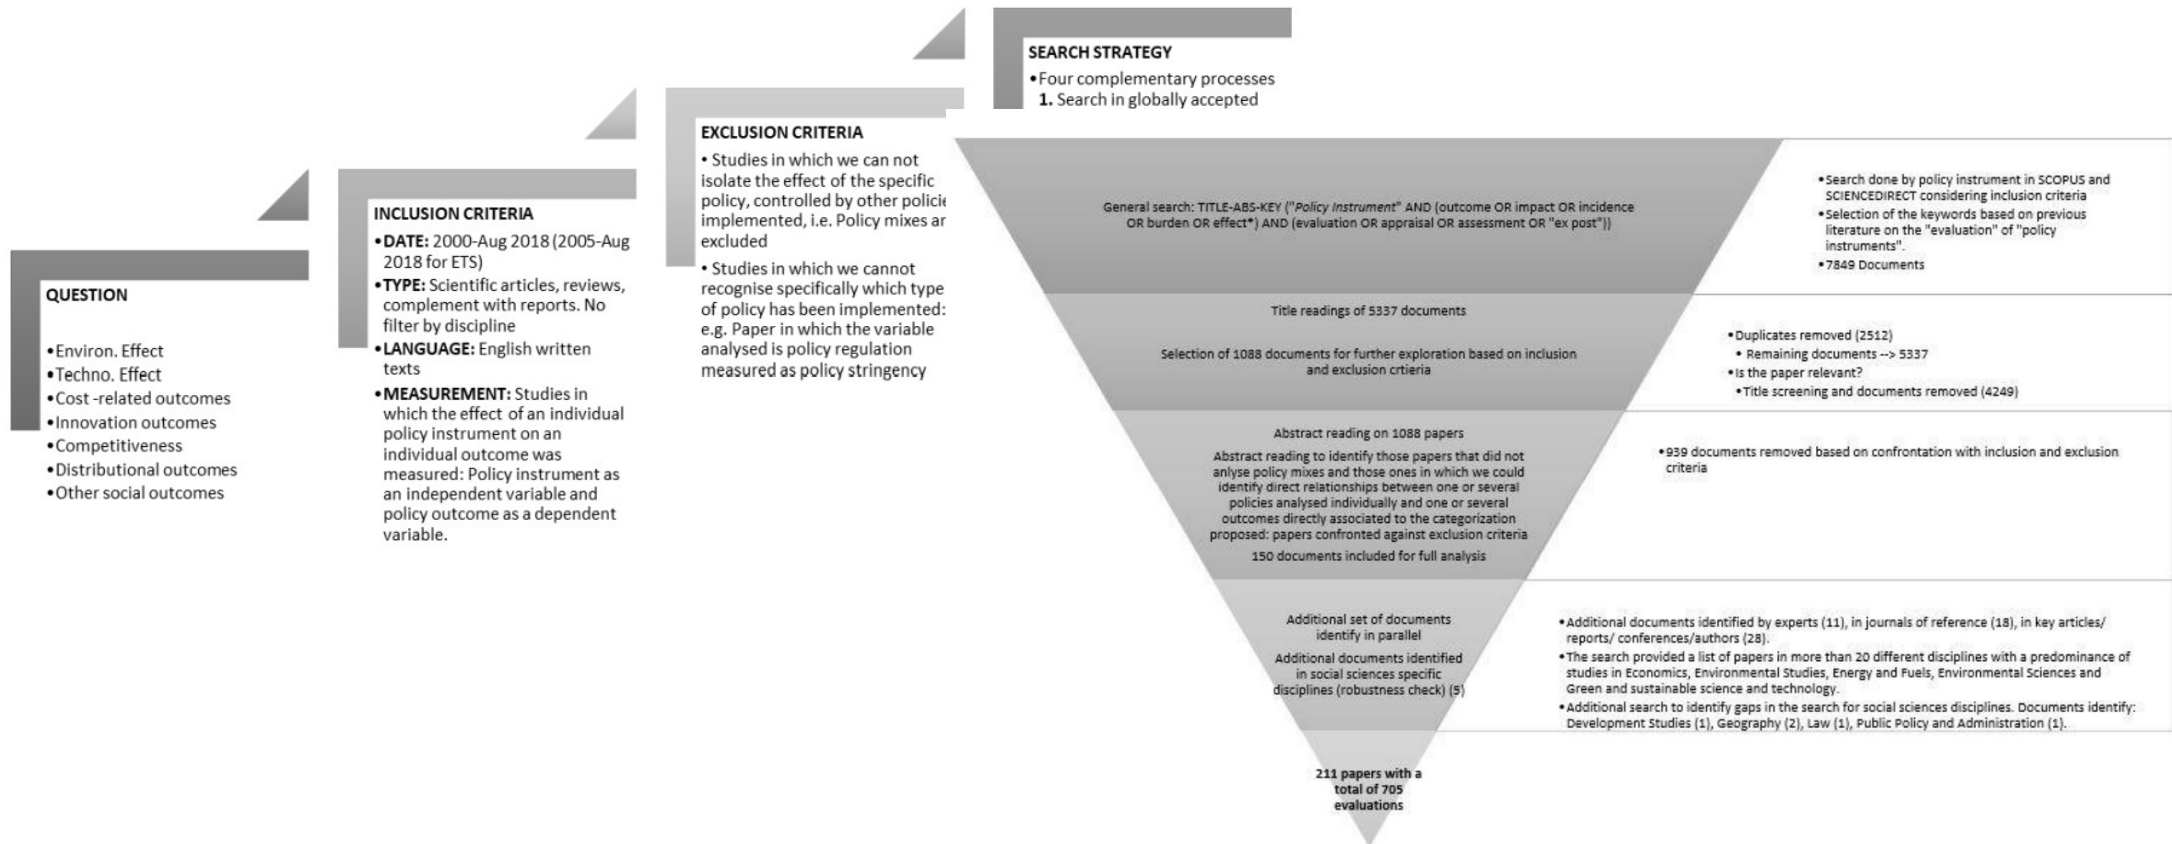 QUESTION
•Environ. Effect
•Techno. Effect
•Cost -related outcomes
•Innovation outcomes
•Competitiveness
•Distributional outcomes
•Other social outcomes
INCLUSION CRITERIA
•DATE: 2000-Aug 2018 (2005-Aug
2018 for ETS)
•TYPE: Scientific articles, reviews,
complement with reports. No
filter by discipline
•LANGUAGE: English written
texts
•MEASUREMENT: Studies in
which the effect of an individual
policy instrument on an
individual outcome was
measured: Policy instrument as
an independent variable and
policy outcome as a dependent
variable.
EXCLUSION CRITERIA
• Studies in which we can not
isolate the effect of the specific
policy, controlled by other policie
implemented, i.e. Policy mixes ar
excluded
• Studies in which we cannot
recognise specifically which type
of policy has been implemented:
e.g. Paper in which the variable
analysed is policy regulation
measured as policy stringency
SEARCH STRATEGY
•Four complementary processes
1. Search in globally accepted
General search: TITLE-ABS-KEY ("Policy Instrument" AND (outcome OR impact OR incidence
OR burden OR effect*) AND (evaluation OR appraisal OR assessment OR "ex post"))
•Search done by policy instrument in SCOPUS and
SCIENCEDIRECT considering inclusion criteria
•Selection of the keywords based on previous
literature on the "evaluation" of "policy
instruments".
•7849 Documents
Title readings of 5337 documents
Selection of 1088 documents for further exploration based on inclusion
and exclusion crtieria
•Duplicates removed (2512)
•Remaining documents --> 5337
•Is the paper relevant?
•Title screening and documents removed (4249)
Abstract reading on 1088 papers
Abstract reading to identify those papers that did not
anlyse policy mixes and those ones in which we could
identify direct relationships between one or several
policies analysed individually and one or several
outcomes directly associated to the categorization
proposed: papers confronted against exclusion criteria
150 documents included for full analysis
•939 documents removed based on confrontation with inclusion and exclusion
criteria
Additional set of documents
identify in parallel
Additional documents identified
in social sciences specific
disciplines (robustness check) (5)
•Additional documents identified by experts (11), in journals of reference (18), in key articles/
reports/ conferences/authors (28).
•The search provided a list of papers in more than 20 different disciplines with a predominance of
studies in Economics, Environmental Studies, Energy and Fuels, Environmental Sciences and
Green and sustainable science and technology.
•Additional search to identify gaps in the search for social sciences disciplines. Documents identify:
Development Studies (1), Geography (2), Law (1), Public Policy and Administration (1).
211 papers with a
total of 705
evaluations